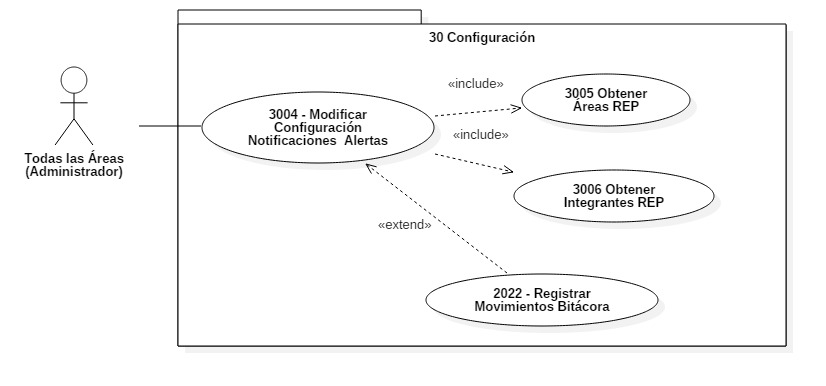 30 Configuración
«include»
3005 Obtener
Áreas REP
3004 - Modificar
Configuración
Notificaciones Alertas
«include»
Todas las Áreas
(Administrador)
3006 Obtener
Integrantes REP
«extend»
2022 - Registrar
Movimientos Bitácora